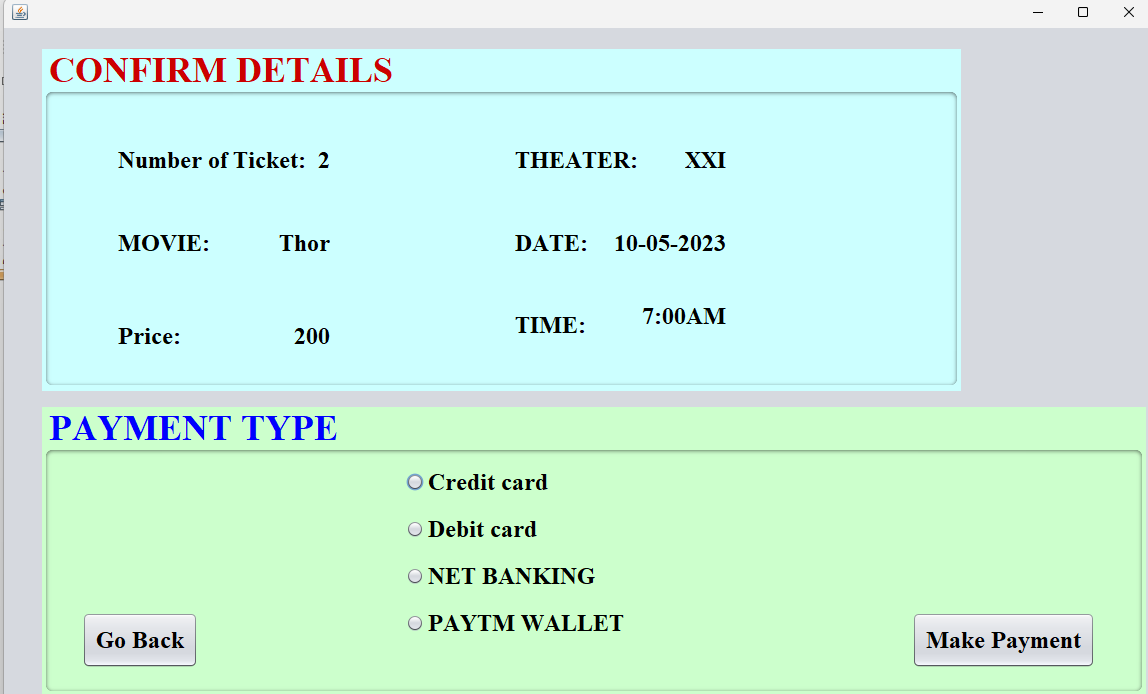 CONFIRM DETAILS
Number of Ticket: 2 THEATER: XXI
MOVIE: Thor DATE: 10-05-2023
Price: 200 TIME: 7:00AM
PAYMENT TYPE
Credit card
Debit card
NET BANKING
PAYTM WALLET
Go Back Make Payment